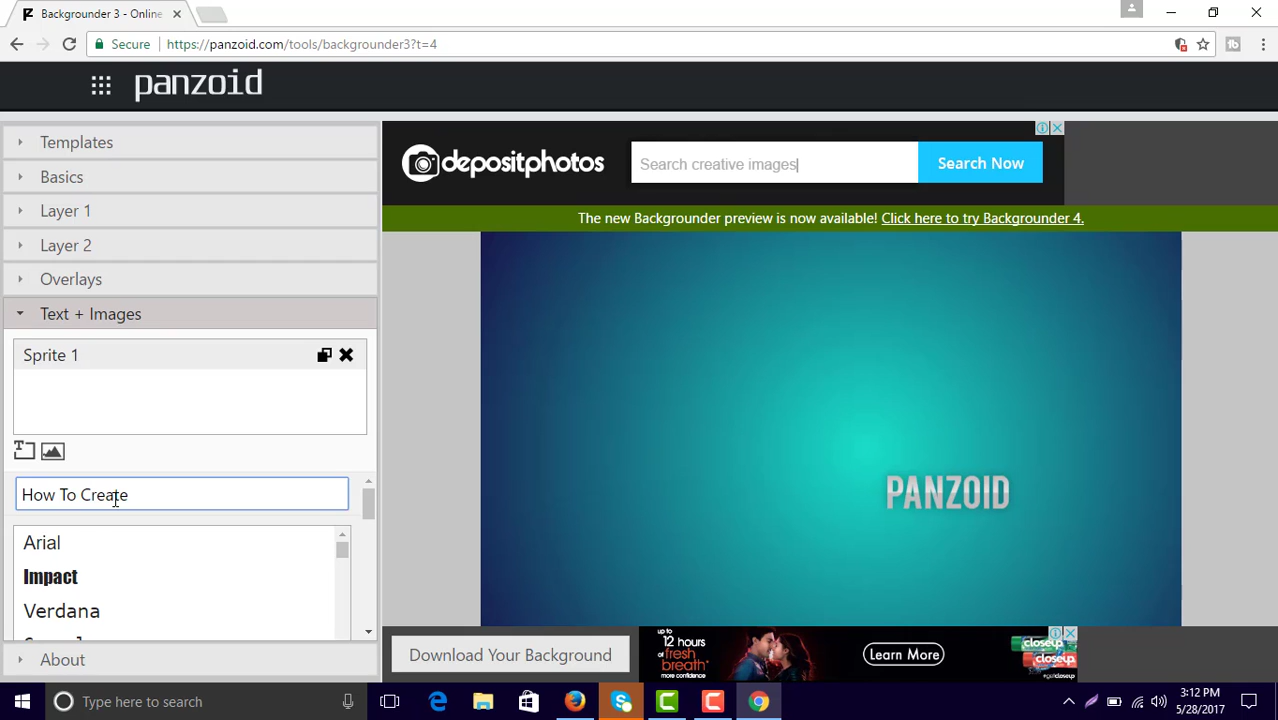 Backgrounder 3 - Online
Secure https://panzoid.com/tools/backgrounder3?t=4
panzoid
Templates
Basics
Layer 1
Layer 2
Overlays
Text + Images
Sprite 1
How To Create
Arial
Impact
Verdana
About
depositphotos
Search creative images
Search Now
The new Backgrounder preview is now available! Click here to try Backgrounder 4.
PANZOID
Download Your Background
up to
12 hours
of fresh
breath
more confidence
Learn More
closeup
closeup
Type here to search
3:12 PM
5/28/2017